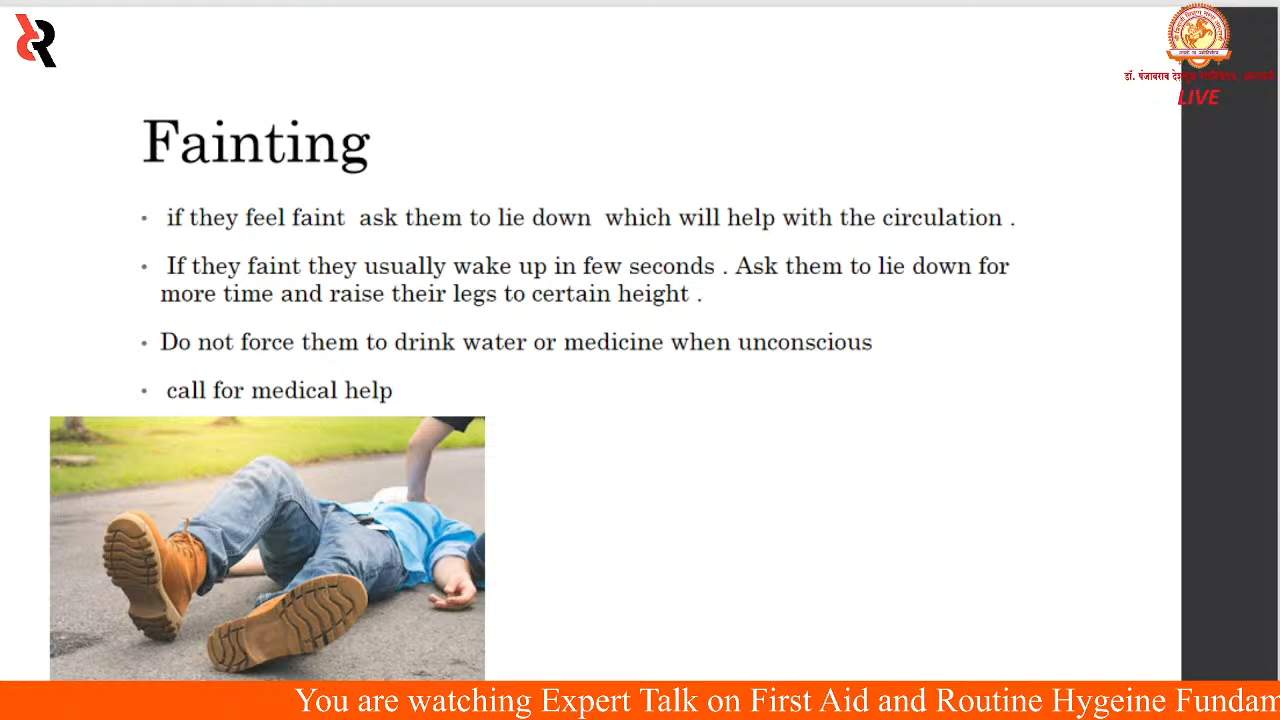 डॉ. पंजाबराव
LIVE
Fainting
• if they feel faint ask them to lie down which will help with the circulation .
• If they faint they usually wake up in few seconds . Ask them to lie down for
more time and raise their legs to certain height .
• Do not force them to drink water or medicine when unconscious
• call for medical help
You are watching Expert Talk on First Aid and Routine Hygeine Fundam